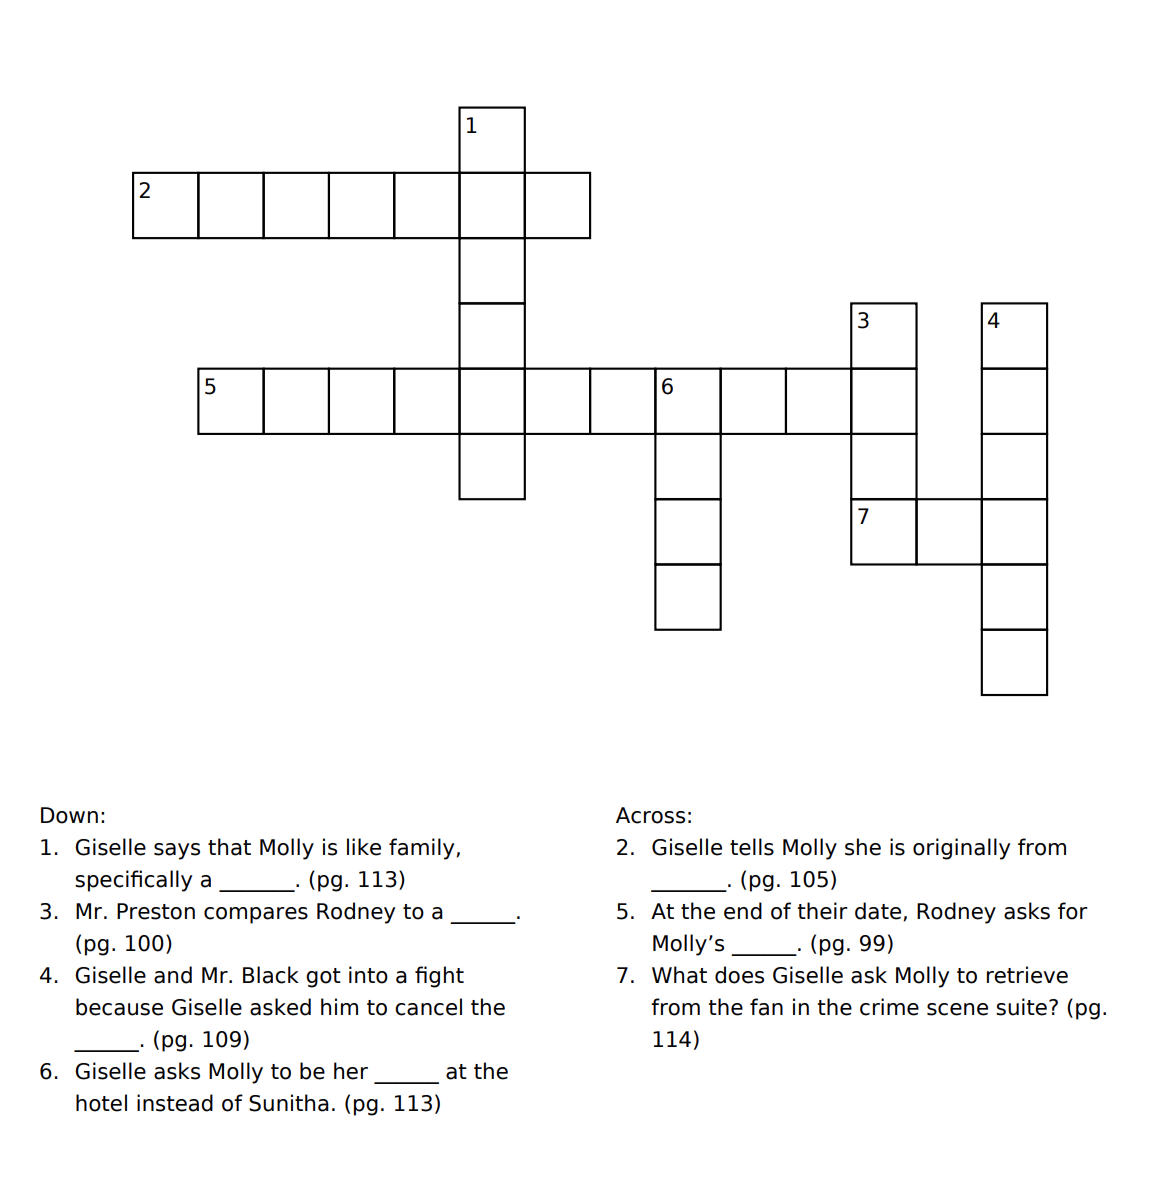 1
2
3
4
5
6
7
Down:
1. Giselle says that Molly is like family,
specifically a _______. (pg. 113)
3. Mr. Preston compares Rodney to a ______.
(pg. 100)
4. Giselle and Mr. Black got into a fight
because Giselle asked him to cancel the
______. (pg. 109)
6. Giselle asks Molly to be her ______ at the
hotel instead of Sunitha. (pg. 113)
Across:
2. Giselle tells Molly she is originally from
_______. (pg. 105)
5. At the end of their date, Rodney asks for
Molly’s ______. (pg. 99)
7. What does Giselle ask Molly to retrieve
from the fan in the crime scene suite? (pg.
114)